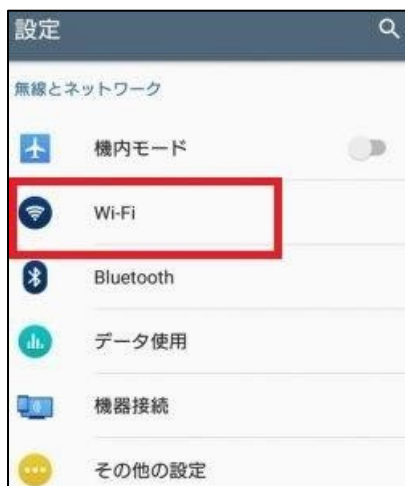 設定
無線とネットワーク
機内モード
Wi-Fi
Bluetooth
データ使用
機器接続
その他の設定